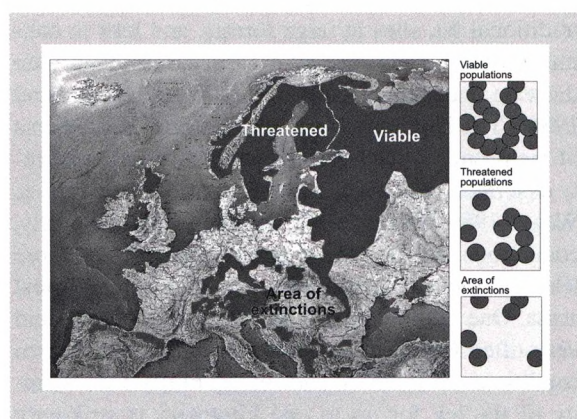 Threatened
Viable
Area of
extinctions
Viable
populations
Threatened
populations
Area of
extinctions